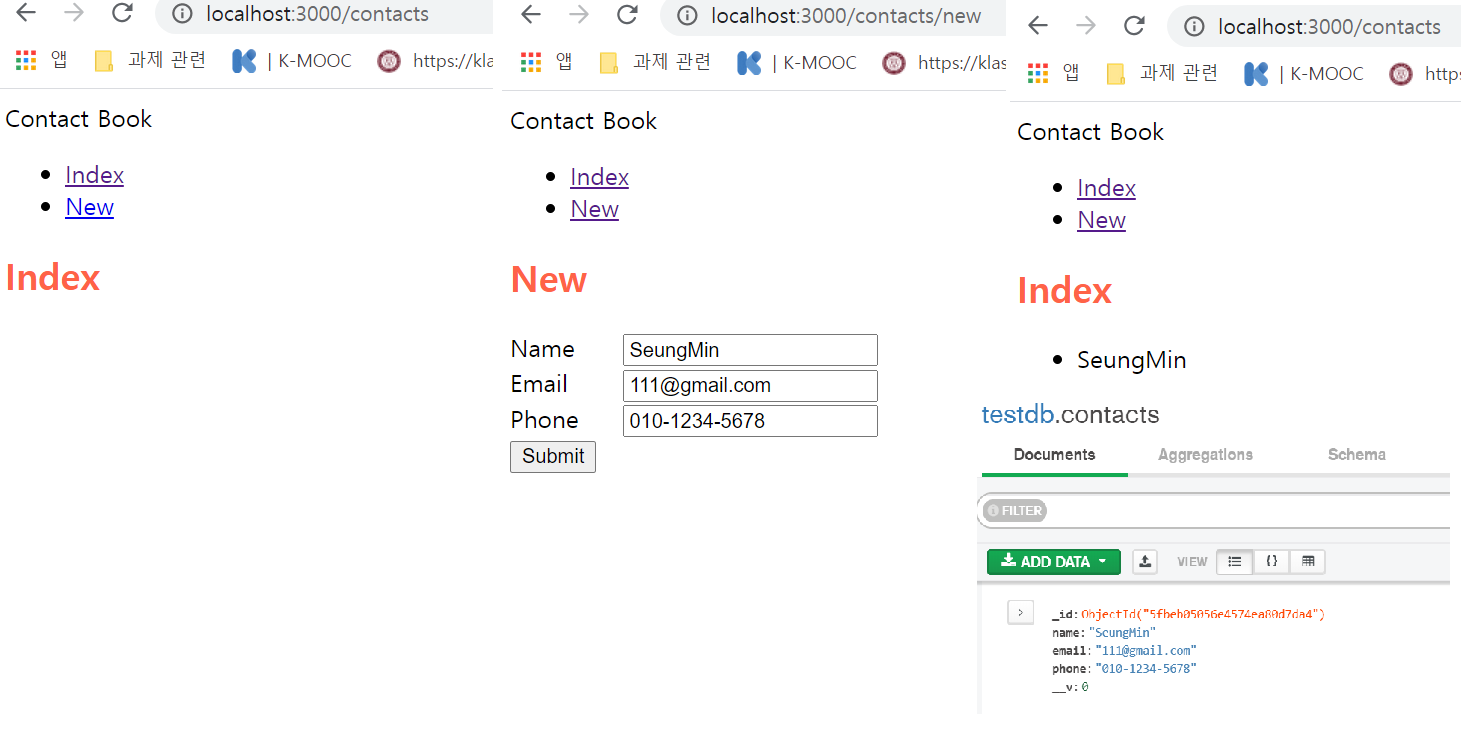 localhost:3000/contacts
앱 과제 관련 | K-MOOC https://kla
Contact Book
Index
New
Index
localhost:3000/contacts/new
앱 과제 관련 | K-MOOC https://klas
Contact Book
Index
New
New
Name SeungMin
Email 111@gmail.com
Phone 010-1234-5678
Submit
localhost:3000/contacts
앱 과제 관련 | K-MOOC https
Contact Book
Index
New
Index
SeungMin
testdb.contacts
Documents Aggregations Schema
FILTER
ADD DATA VIEW {}
_id: ObjectId("5fbeb05056e4574ea80d7da4")
name: "SeungMin"
email: "111@gmail.com"
phone: "010-1234-5678"
__v: 0